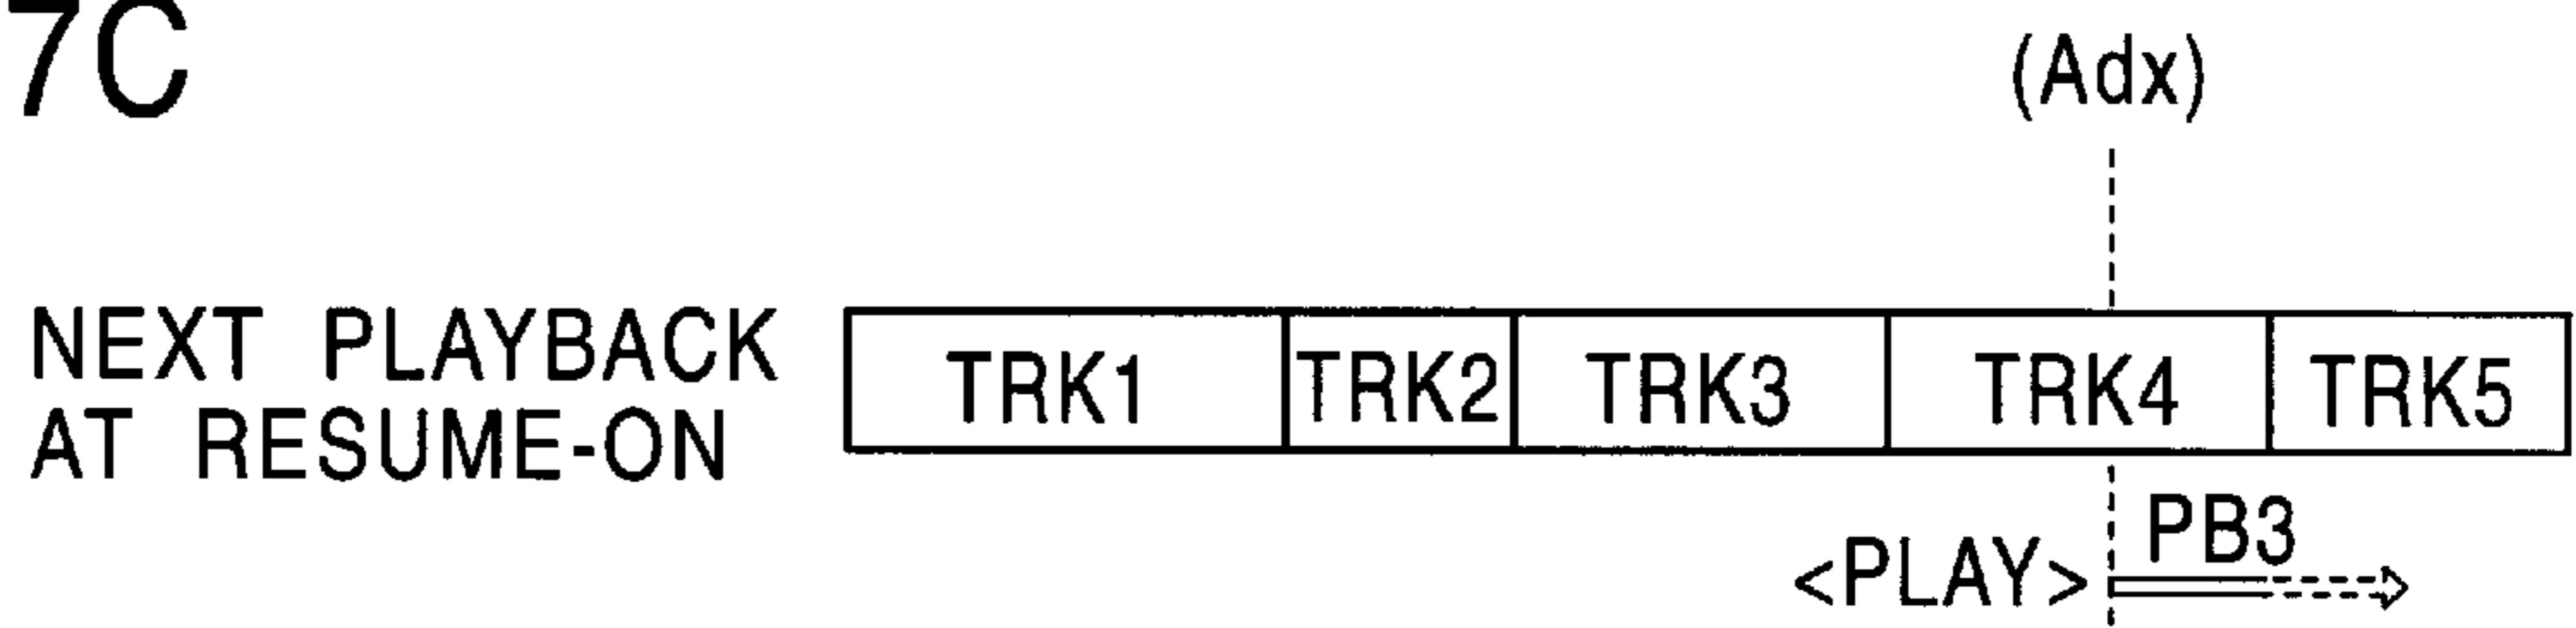 7C
(Adx)
NEXT PLAYBACK
AT RESUME-ON
TRK1 TRK2 TRK3 TRK4 TRK5
<PLAY> PB3